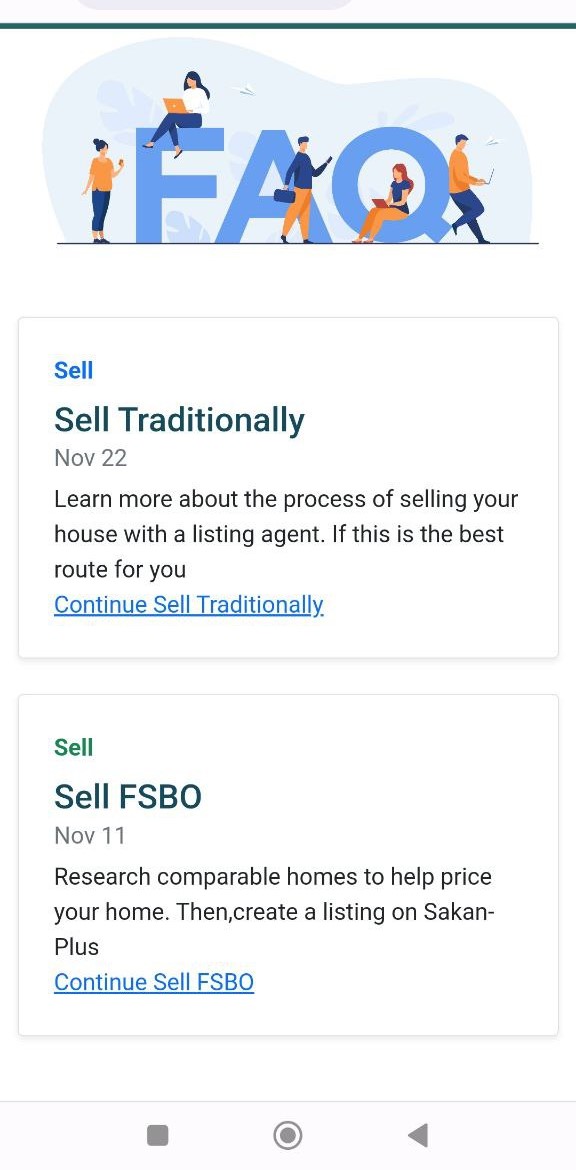 FAQ
Sell
Sell Traditionally
Nov 22
Learn more about the process of selling your
house with a listing agent. If this is the best
route for you
Continue Sell Traditionally
Sell
Sell FSBO
Nov 11
Research comparable homes to help price
your home. Then,create a listing on Sakan-
Plus
Continue Sell FSBO